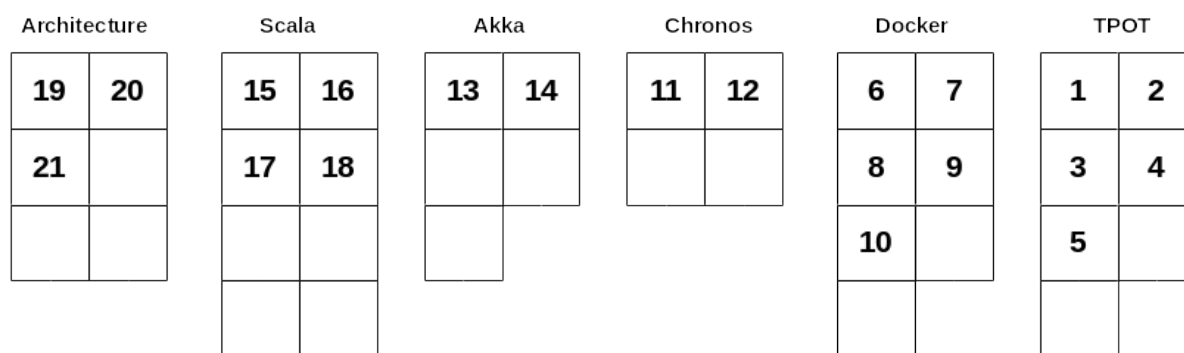 Architecture Scala Akka Chronos Docker TPOT
19 20 15 16 13 14 11 12 6 7 1 2
21 17 18 8 9 3 4
10 5